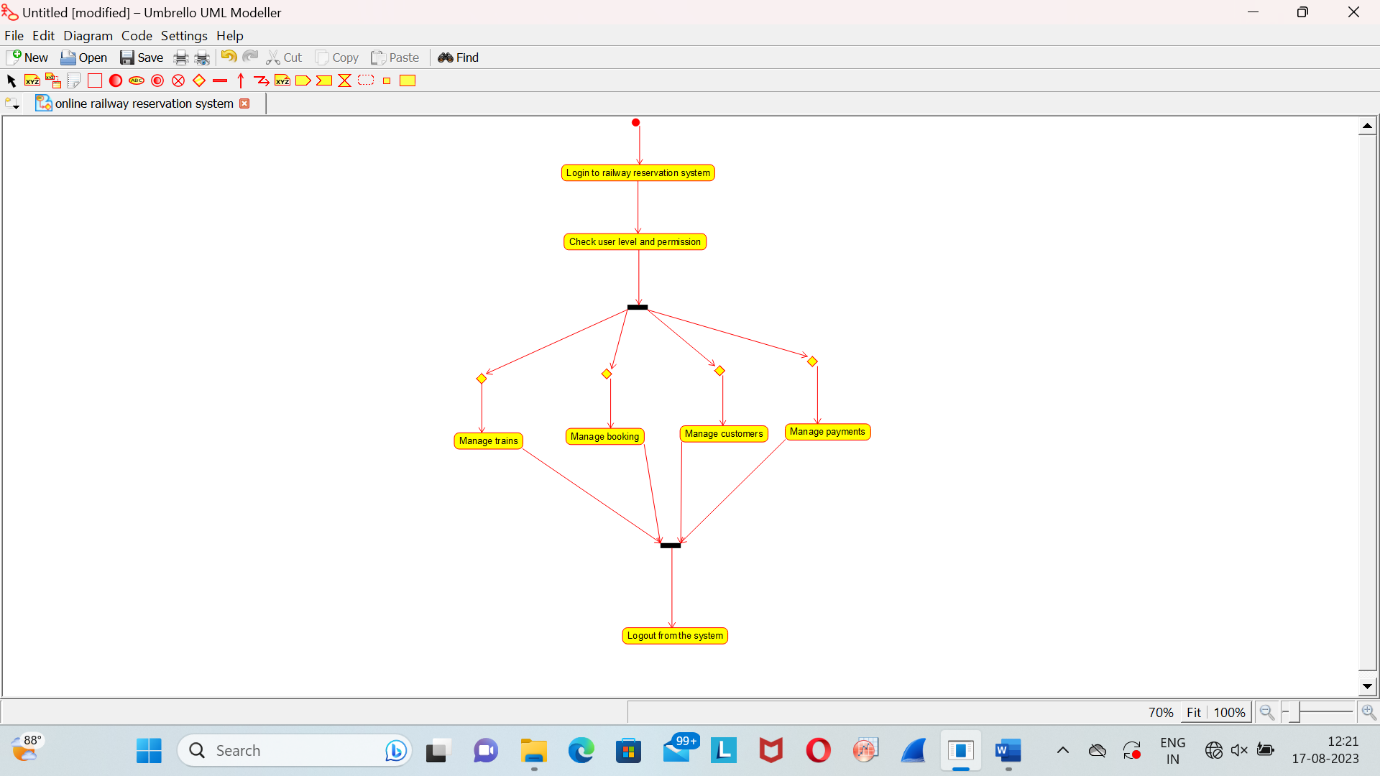 Untitled [modified] – Umbrello UML Modeller
File Edit Diagram Code Settings Help
New Open Save Cut Copy Paste Find
XYZ ABC XYZ
online railway reservation system
Login to railway reservation system
Check user level and permission
Manage trains Manage booking Manage customers Manage payments
Logout from the system
70% Fit 100%
88° Search 99+ L W ENG 12:21
IN 17-08-2023